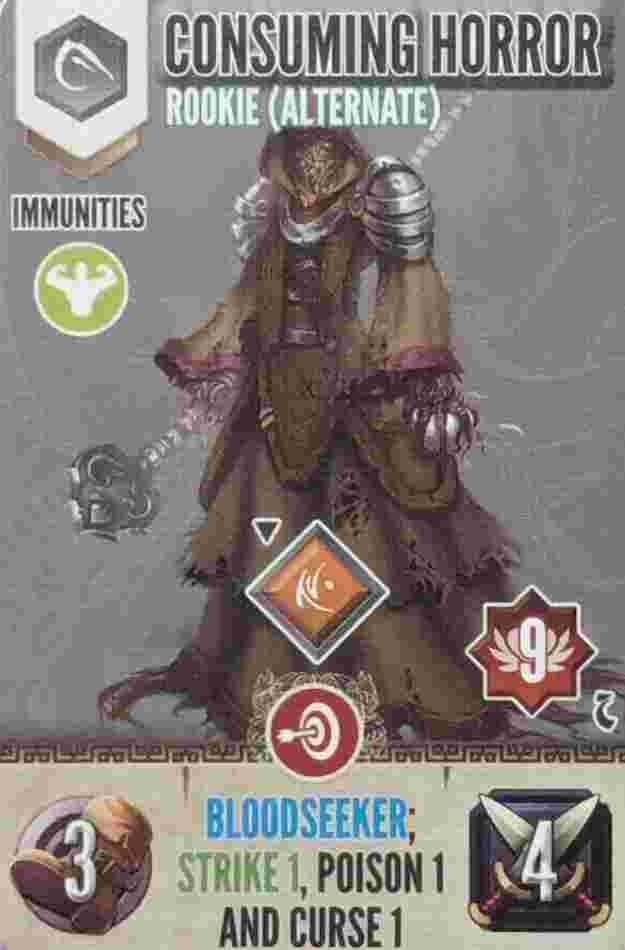 CONSUMING HORROR
ROOKIE (ALTERNATE)
IMMUNITIES
9
3
BLOODSEEKER;
STRIKE 1, POISON 1
AND CURSE 1
4